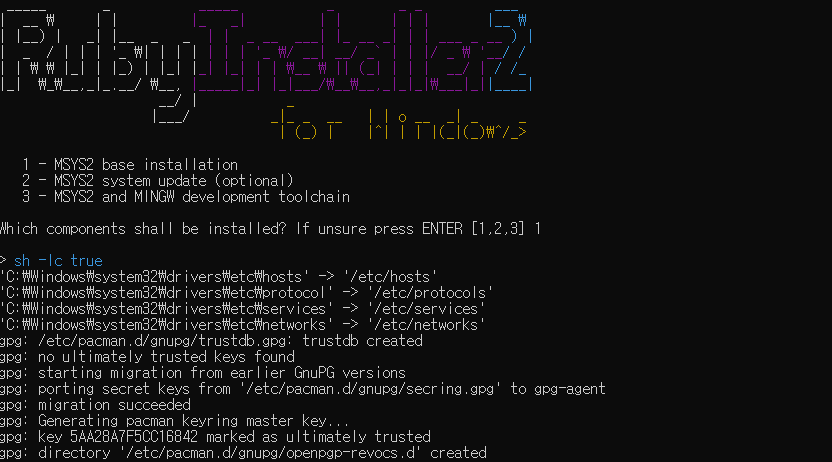 RubyInstaller2
for Windows
1 - MSYS2 base installation
2 - MSYS2 system update (optional)
3 - MSYS2 and MINGW development toolchain
Which components shall be installed? If unsure press ENTER [1,2,3] 1
> sh -lc true
'C:₩Windows₩system32₩drivers₩etc₩hosts' -> '/etc/hosts'
'C:₩Windows₩system32₩drivers₩etc₩protocol' -> '/etc/protocols'
'C:₩Windows₩system32₩drivers₩etc₩services' -> '/etc/services'
'C:₩Windows₩system32₩drivers₩etc₩networks' -> '/etc/networks'
gpg: /etc/pacman.d/gnupg/trustdb.gpg: trustdb created
gpg: no ultimately trusted keys found
gpg: starting migration from earlier GnuPG versions
gpg: porting secret keys from '/etc/pacman.d/gnupg/secring.gpg' to gpg-agent
gpg: migration succeeded
gpg: Generating pacman keyring master key...
gpg: key 5AA28A7F5CC16842 marked as ultimately trusted
gpg: directory '/etc/pacman.d/gnupg/openpgp-revocs.d' created